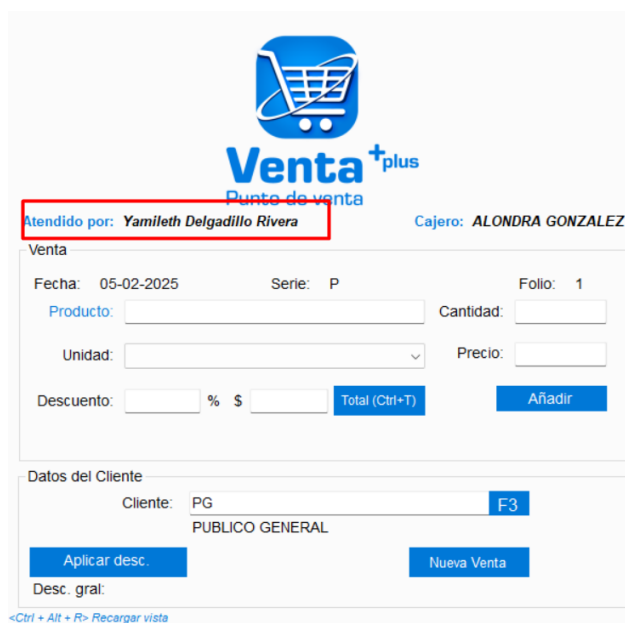 Venta +plus
Punto de venta
Atendido por: Yamileth Delgadillo Rivera Cajero: ALONDRA GONZALEZ
Venta
Fecha: 05-02-2025 Serie: P Folio: 1
Producto: Cantidad:
Unidad: Precio:
Descuento: % $ Total (Ctrl+T) Añadir
Datos del Cliente
Cliente: PG F3
PUBLICO GENERAL
Aplicar desc. Nueva Venta
Desc. gral:
<Ctrl + Alt + R> Recargar vista